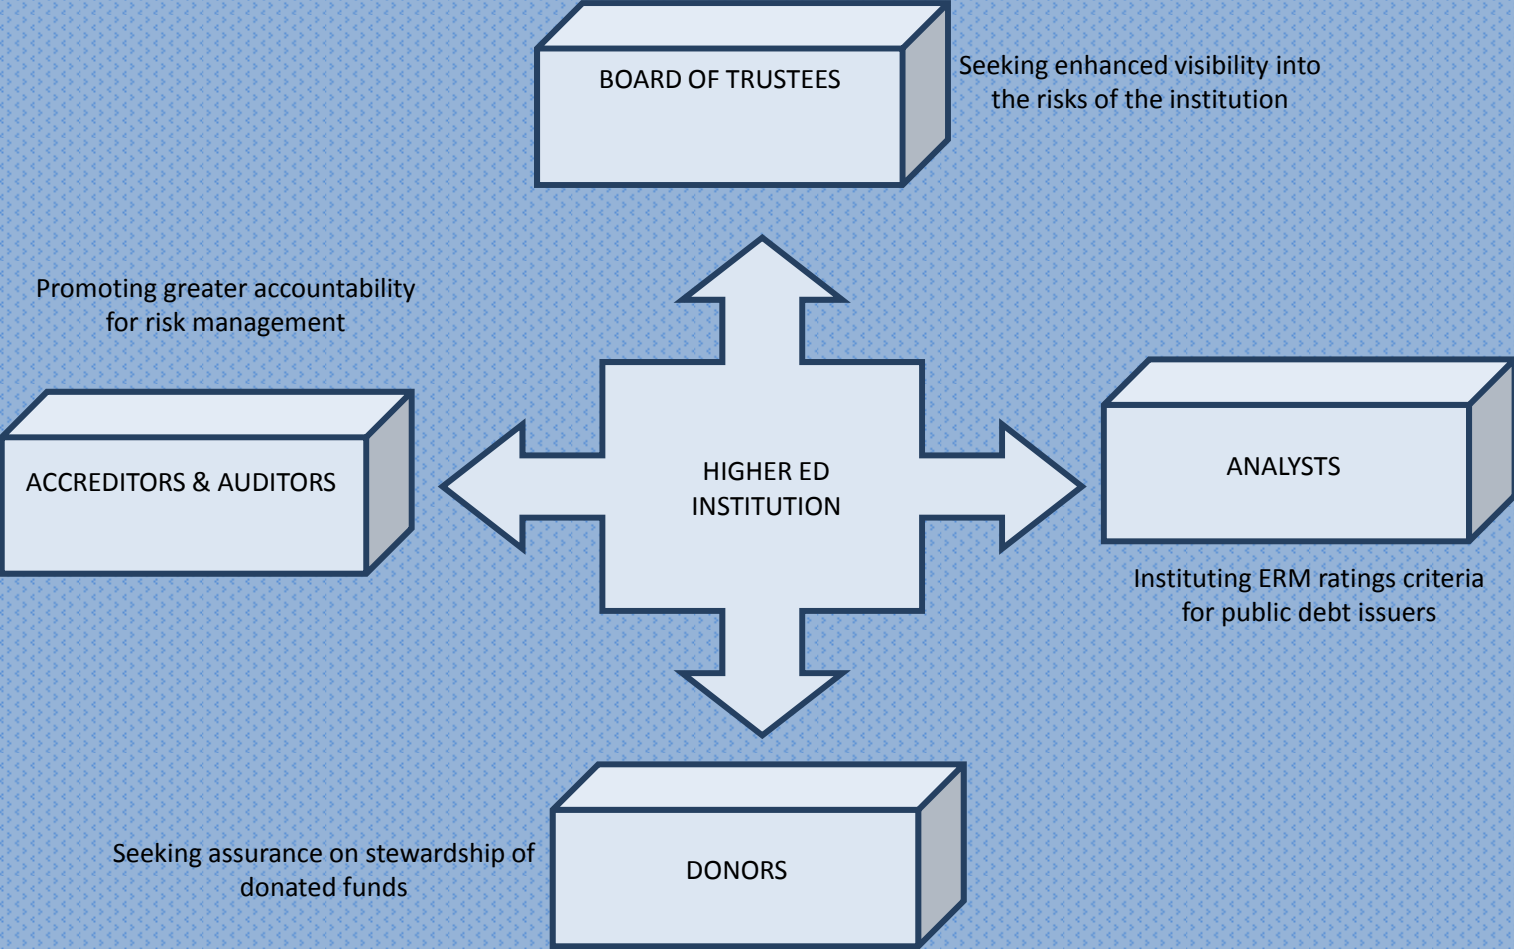 BOARD OF TRUSTEES
Seeking enhanced visibility into
the risks of the institution
Promoting greater accountability
for risk management
ACCREDITORS & AUDITORS
HIGHER ED
INSTITUTION
ANALYSTS
Instituting ERM ratings criteria
for public debt issuers
Seeking assurance on stewardship of
donated funds
DONORS